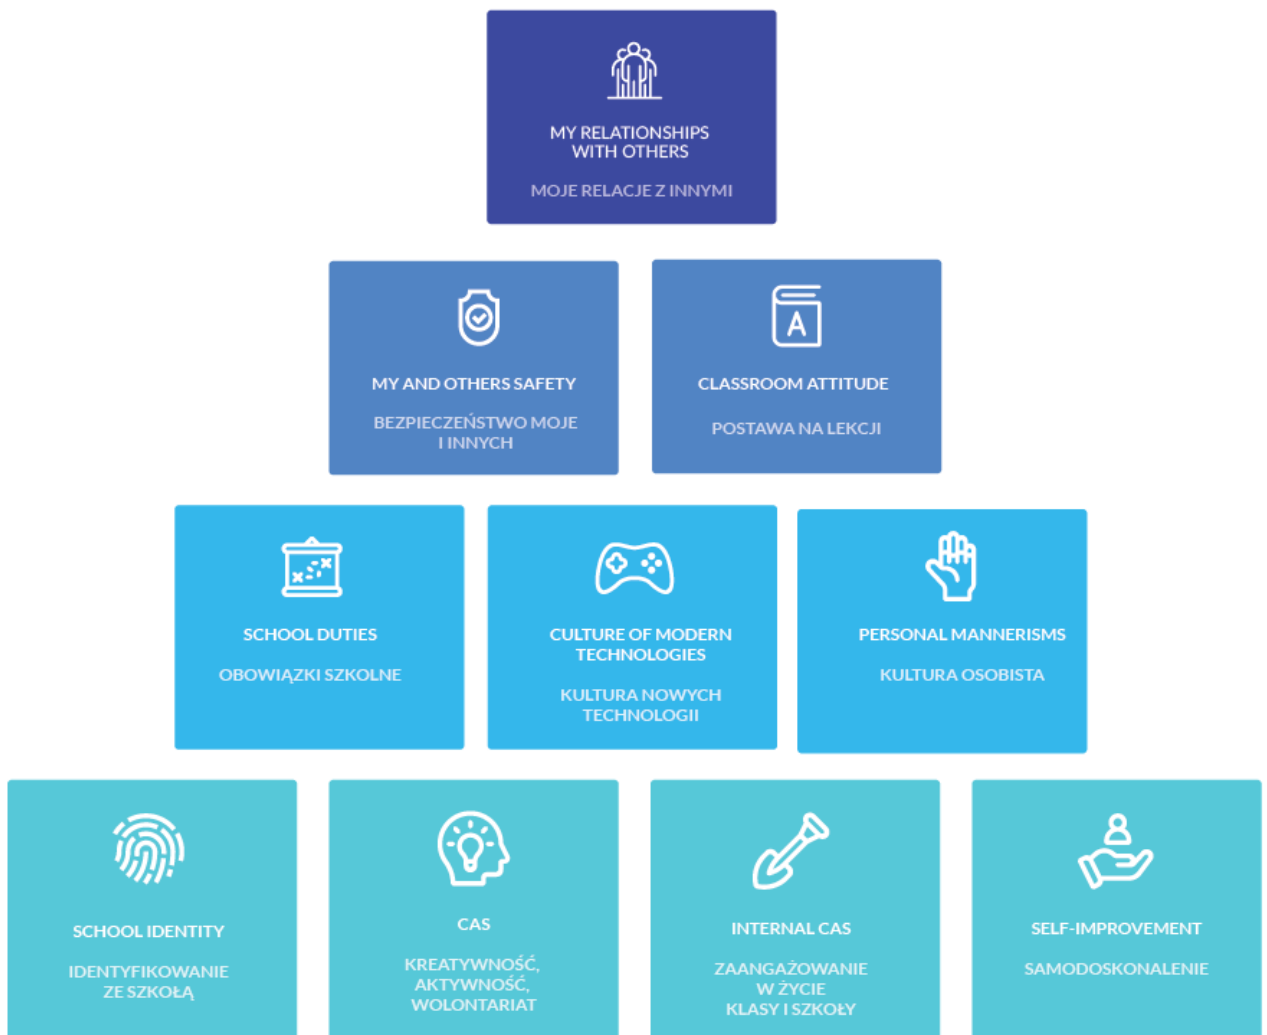 MY RELATIONSHIPS
WITH OTHERS
MOJE RELACJE Z INNYMI
MY AND OTHERS SAFETY
BEZPIECZEŃSTWO MOJE
I INNYCH
A
CLASSROOM ATTITUDE
POSTAWA NA LEKCJI
SCHOOL DUTIES
OBOWIĄZKI SZKOLNE
CULTURE OF MODERN
TECHNOLOGIES
KULTURA NOWYCH
TECHNOLOGII
PERSONAL MANNERISMS
KULTURA OSOBISTA
SCHOOL IDENTITY
IDENTYFIKOWANIE
ZE SZKOŁĄ
CAS
KREATYWNOŚĆ,
AKTYWNOŚĆ,
WOLONTARIAT
INTERNAL CAS
ZAANGAŻOWANIE
W ŻYCIE
KLASY I SZKOŁY
SELF-IMPROVEMENT
SAMODOSKONALENIE